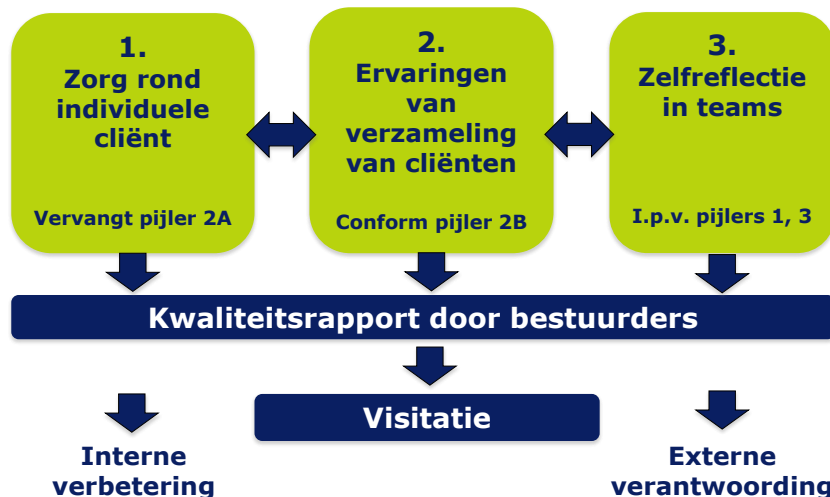 1.
Zorg rond
individuele
cliënt
Vervangt pijler 2A
2.
Ervaringen
van
verzameling
van cliënten
Conform pijler 2B
3.
Zelfreflectie
in teams
I.p.v. pijlers 1, 3
Kwaliteitsrapport door bestuurders
Visitatie
Interne
verbetering
Externe
verantwoording